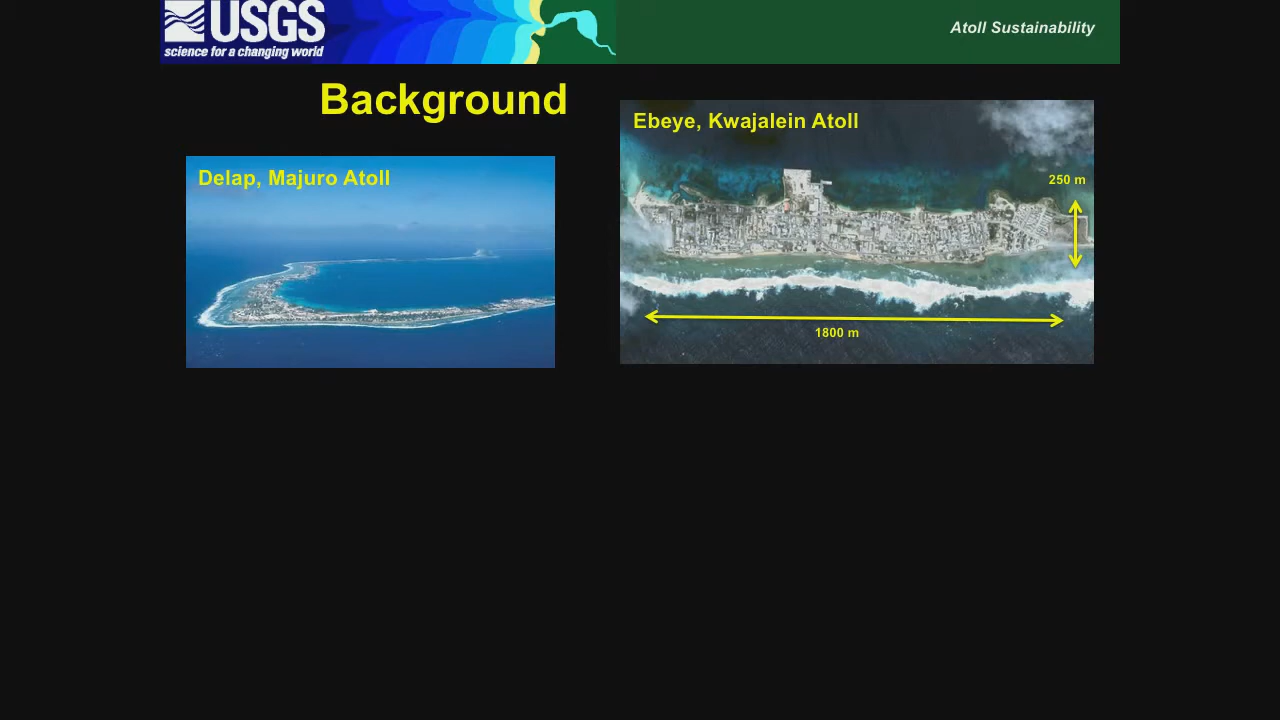 USGS
science for a changing world
Atoll Sustainability
Background
Delap, Majuro Atoll
Ebeye, Kwajalein Atoll
250 m
1800 m